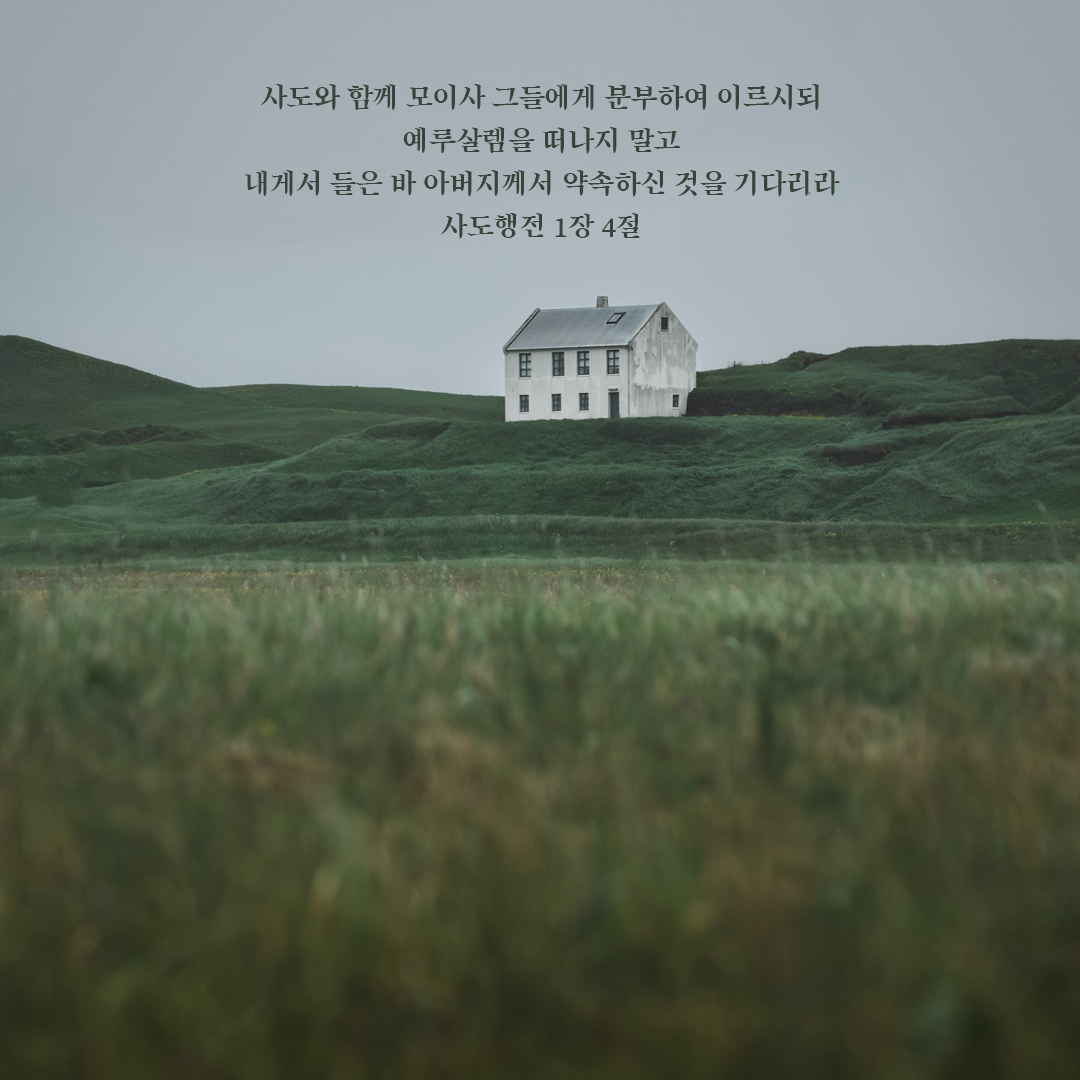 사도와 함께 모이사 그들에게 분부하여 이르시되
예루살렘을 떠나지 말고
내게서 들은 바 아버지께서 약속하신 것을 기다리라
사도행전 1장 4절